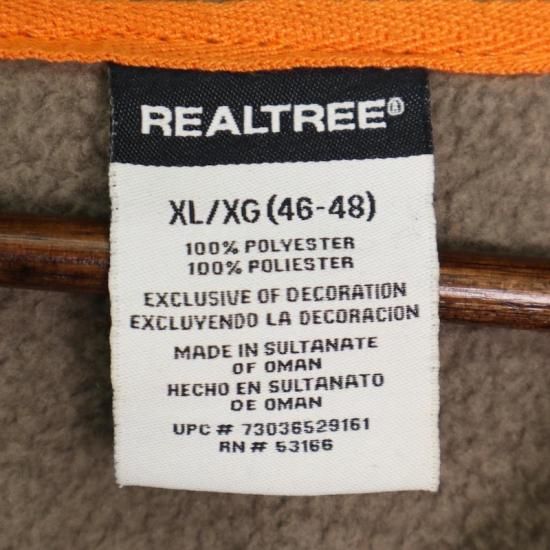 REALTREE®
XL/XG (46-48)
100% POLYESTER
100% POLIESTER
EXCLUSIVE OF DECORATION
EXCLUYENDO LA DECORACION
MADE IN SULTANATE
OF OMAN
HECHO EN SULTANATO
DE OMAN
UPC # 73036529161
RN # 53166